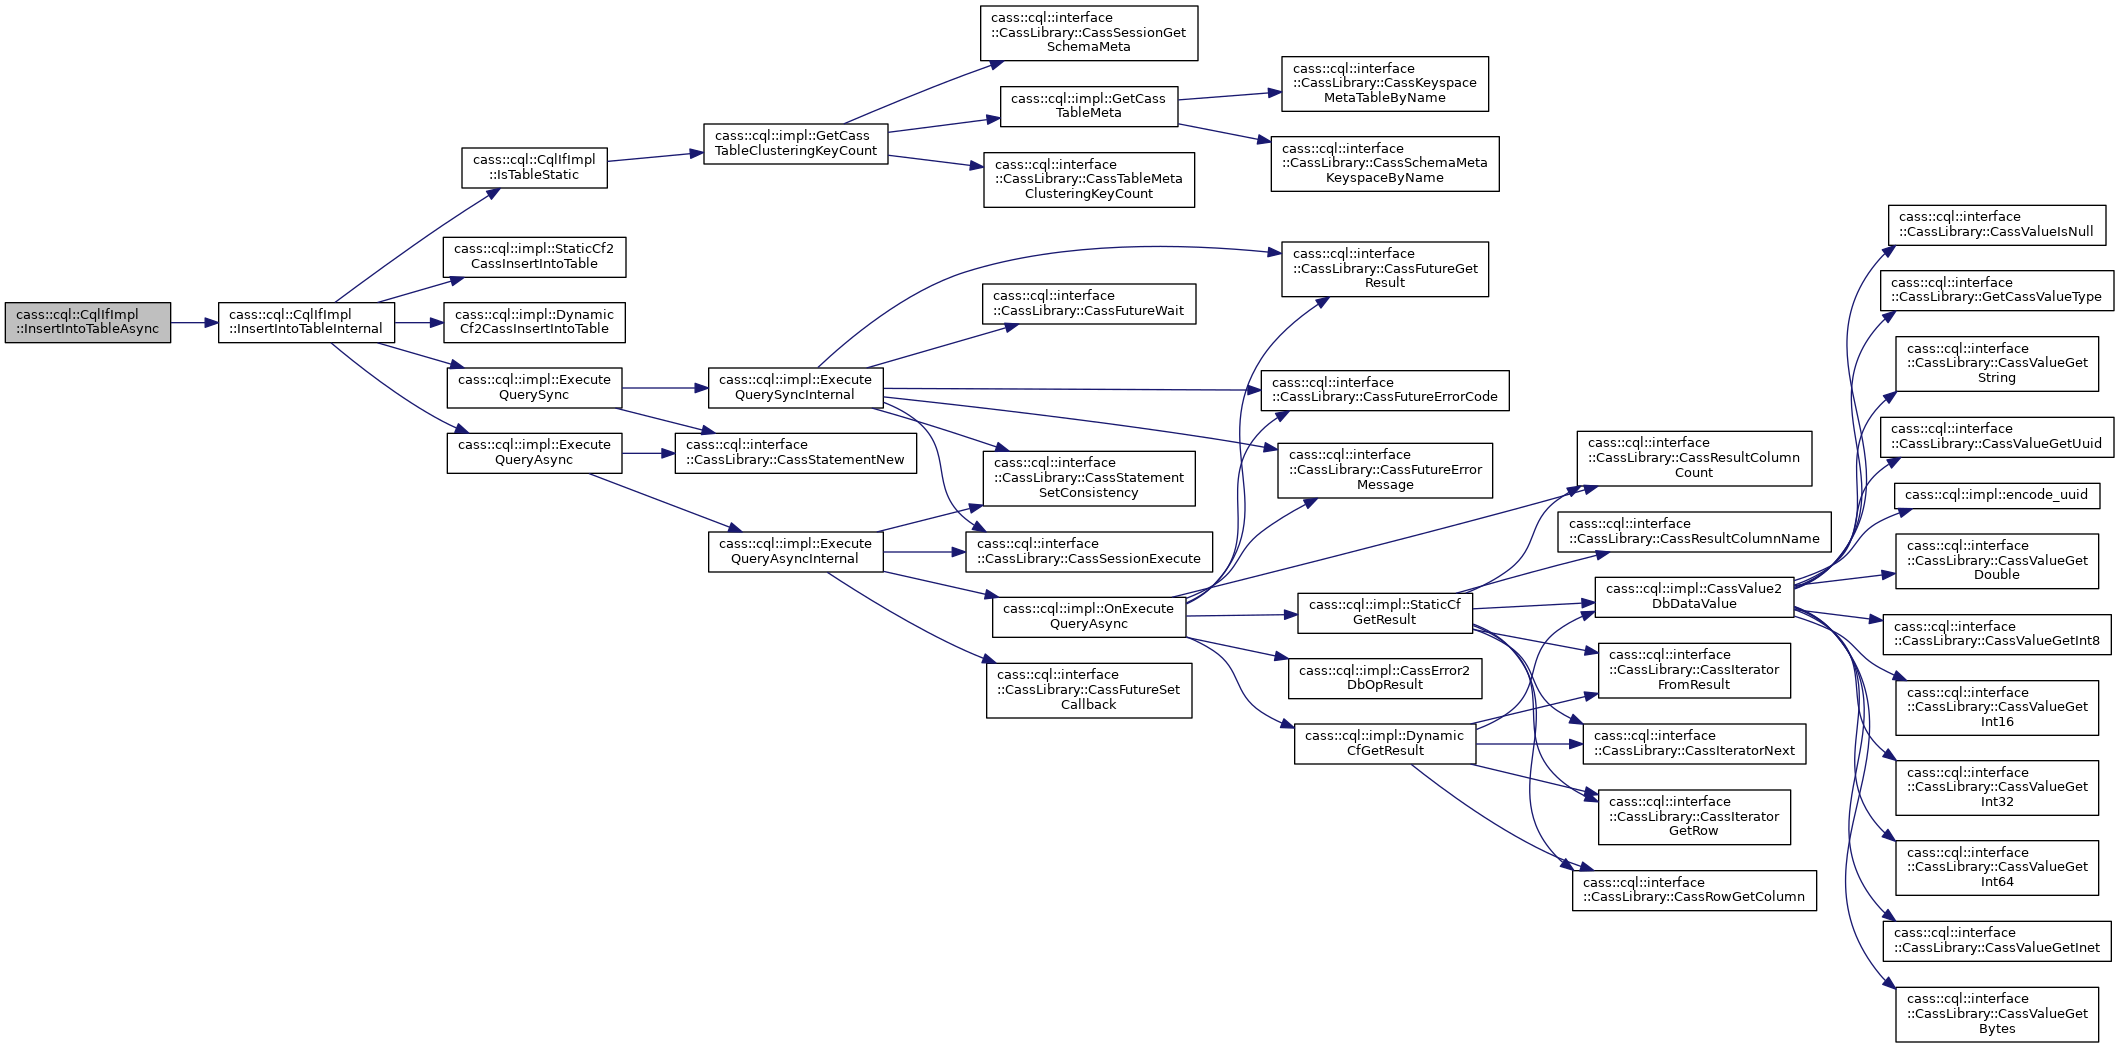 cass::cql::CqlIfImpl
::InsertIntoTableAsync
cass::cql::CqlIfImpl
::InsertIntoTableInternal
cass::cql::CqlIfImpl
::IsTableStatic
cass::cql::impl::StaticCf2
CassInsertIntoTable
cass::cql::impl::Dynamic
Cf2CassInsertIntoTable
cass::cql::impl::Execute
QuerySync
cass::cql::impl::Execute
QueryAsync
cass::cql::impl::GetCass
TableClusteringKeyCount
cass::cql::impl::Execute
QuerySyncInternal
cass::cql::interface
::CassLibrary::CassStatementNew
cass::cql::impl::Execute
QueryAsyncInternal
cass::cql::interface
::CassLibrary::CassSessionGet
SchemaMeta
cass::cql::impl::GetCass
TableMeta
cass::cql::interface
::CassLibrary::CassTableMeta
ClusteringKeyCount
cass::cql::interface
::CassLibrary::CassFutureWait
cass::cql::interface
::CassLibrary::CassStatement
SetConsistency
cass::cql::interface
::CassLibrary::CassSessionExecute
cass::cql::impl::OnExecute
QueryAsync
cass::cql::interface
::CassLibrary::CassFutureSet
Callback
cass::cql::interface
::CassLibrary::CassKeyspace
MetaTableByName
cass::cql::interface
::CassLibrary::CassSchemaMeta
KeyspaceByName
cass::cql::interface
::CassLibrary::CassFutureGet
Result
cass::cql::interface
::CassLibrary::CassFutureErrorCode
cass::cql::interface
::CassLibrary::CassFutureError
Message
cass::cql::impl::StaticCf
GetResult
cass::cql::impl::CassError2
DbOpResult
cass::cql::impl::Dynamic
CfGetResult
cass::cql::interface
::CassLibrary::CassResultColumn
Count
cass::cql::interface
::CassLibrary::CassResultColumnName
cass::cql::impl::CassValue2
DbDataValue
cass::cql::interface
::CassLibrary::CassIterator
FromResult
cass::cql::interface
::CassLibrary::CassIteratorNext
cass::cql::interface
::CassLibrary::CassIterator
GetRow
cass::cql::interface
::CassLibrary::CassRowGetColumn
cass::cql::interface
::CassLibrary::CassValueIsNull
cass::cql::interface
::CassLibrary::GetCassValueType
cass::cql::interface
::CassLibrary::CassValueGet
String
cass::cql::interface
::CassLibrary::CassValueGetUuid
cass::cql::impl::encode_uuid
cass::cql::interface
::CassLibrary::CassValueGet
Double
cass::cql::interface
::CassLibrary::CassValueGetInt8
cass::cql::interface
::CassLibrary::CassValueGet
Int16
cass::cql::interface
::CassLibrary::CassValueGet
Int32
cass::cql::interface
::CassLibrary::CassValueGet
Int64
cass::cql::interface
::CassLibrary::CassValueGetInet
cass::cql::interface
::CassLibrary::CassValueGet
Bytes